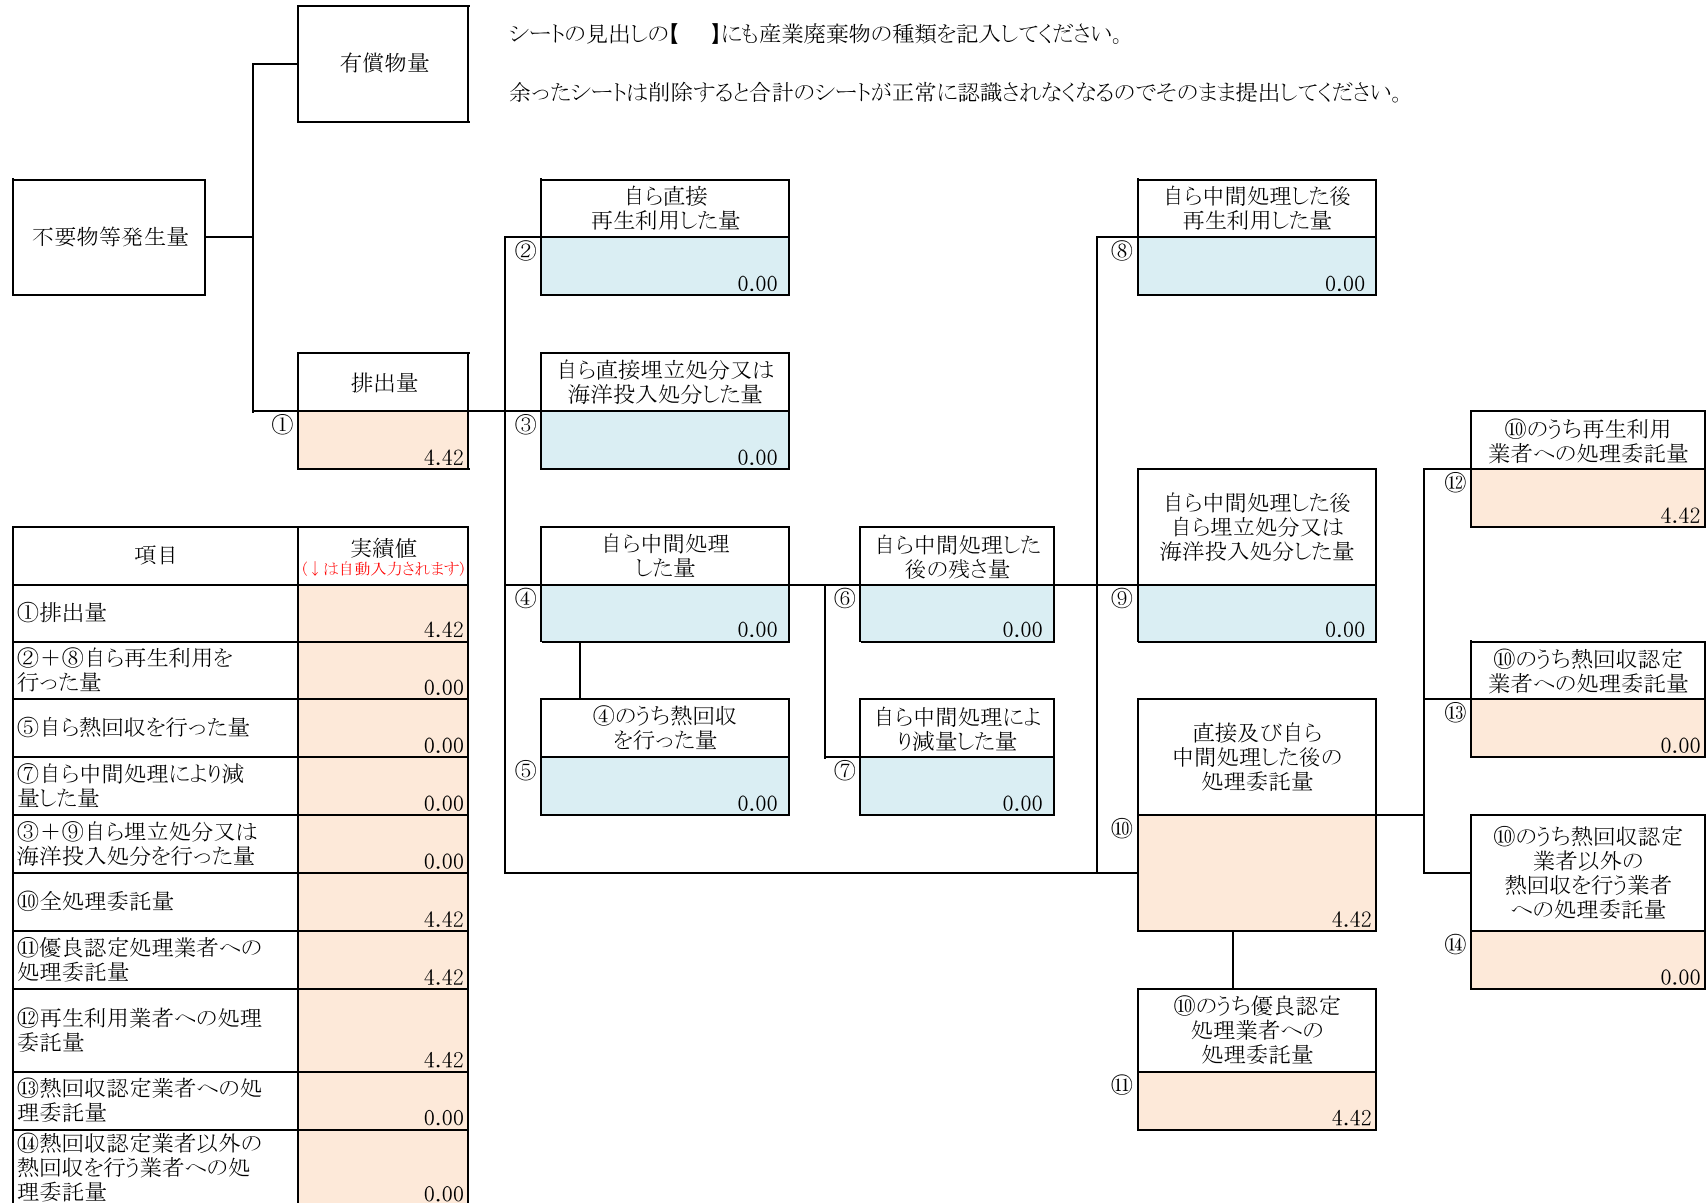 シートの見出しの【　】にも産業廃棄物の種類を記入してください。
有償物量
余ったシートは削除すると合計のシートが正常に認識されなくなるのでそのまま提出してください。
不要物等発生量
自ら直接
再生利用した量
②
0.00
自ら中間処理した後
再生利用した量
⑧
0.00
排出量
①
4.42
自ら直接埋立処分又は
海洋投入処分した量
③
0.00
⑩のうち再生利用
業者への処理委託量
⑫
4.42
自ら中間処理
した量
④
0.00
自ら中間処理した
後の残さ量
⑥
0.00
自ら中間処理した後
自ら埋立処分又は
海洋投入処分した量
⑨
0.00
⑩のうち熱回収認定
業者への処理委託量
⑬
0.00
④のうち熱回収
を行った量
⑤
0.00
自ら中間処理によ
り減量した量
⑦
0.00
直接及び自ら
中間処理した後の
処理委託量
⑩
4.42
⑩のうち熱回収認定
業者以外の
熱回収を行う業者
への処理委託量
⑭
0.00
⑩のうち優良認定
処理業者への
処理委託量
⑪
4.42
項目
実績値
(↓は自動入力されます)
①排出量
4.42
②＋⑧自ら再生利用を
行った量
0.00
⑤自ら熱回収を行った量
0.00
⑦自ら中間処理により減
量した量
0.00
③＋⑨自ら埋立処分又は
海洋投入処分を行った量
0.00
⑩全処理委託量
4.42
⑪優良認定処理業者への
処理委託量
4.42
⑫再生利用業者への処理
委託量
4.42
⑬熱回収認定業者への処
理委託量
0.00
⑭熱回収認定業者以外の
熱回収を行う業者への処
理委託量
0.00